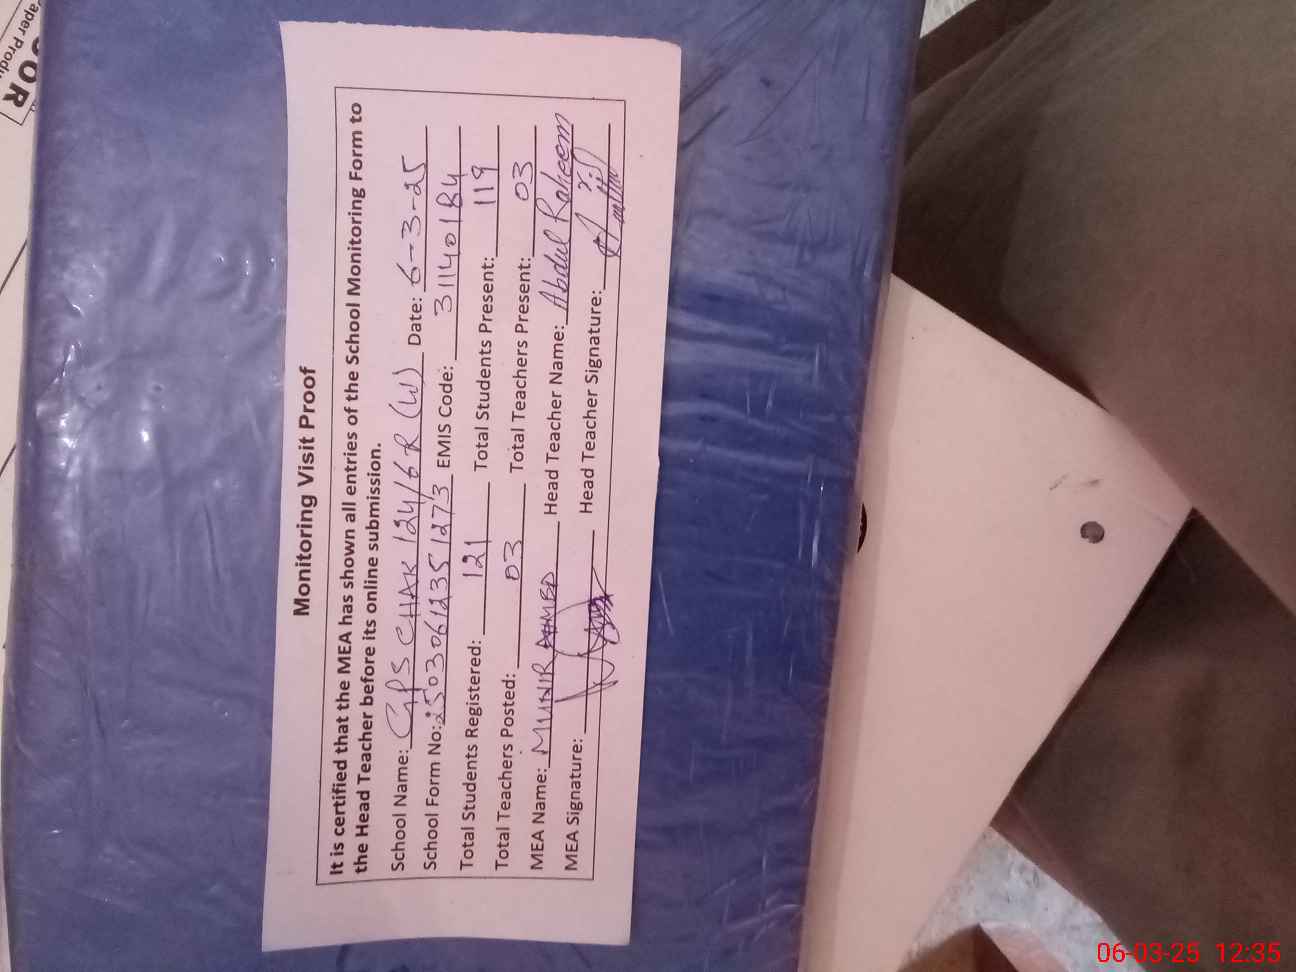 Monitoring Visit Proof
It is certified that the MEA has shown all entries of the School Monitoring Form to
the Head Teacher before its online submission.
School Name: GPS CHAK 124/6R (W) Date: 6-3-25
School Form No: 25030612351273 EMIS Code: 31140184
Total Students Registered: 121 Total Students Present: 119
Total Teachers Posted: 03 Total Teachers Present: 03
MEA Name: MUNIR AHMED Head Teacher Name: Abdul Raheem
MEA Signature: Head Teacher Signature:
06-03-25 12:35